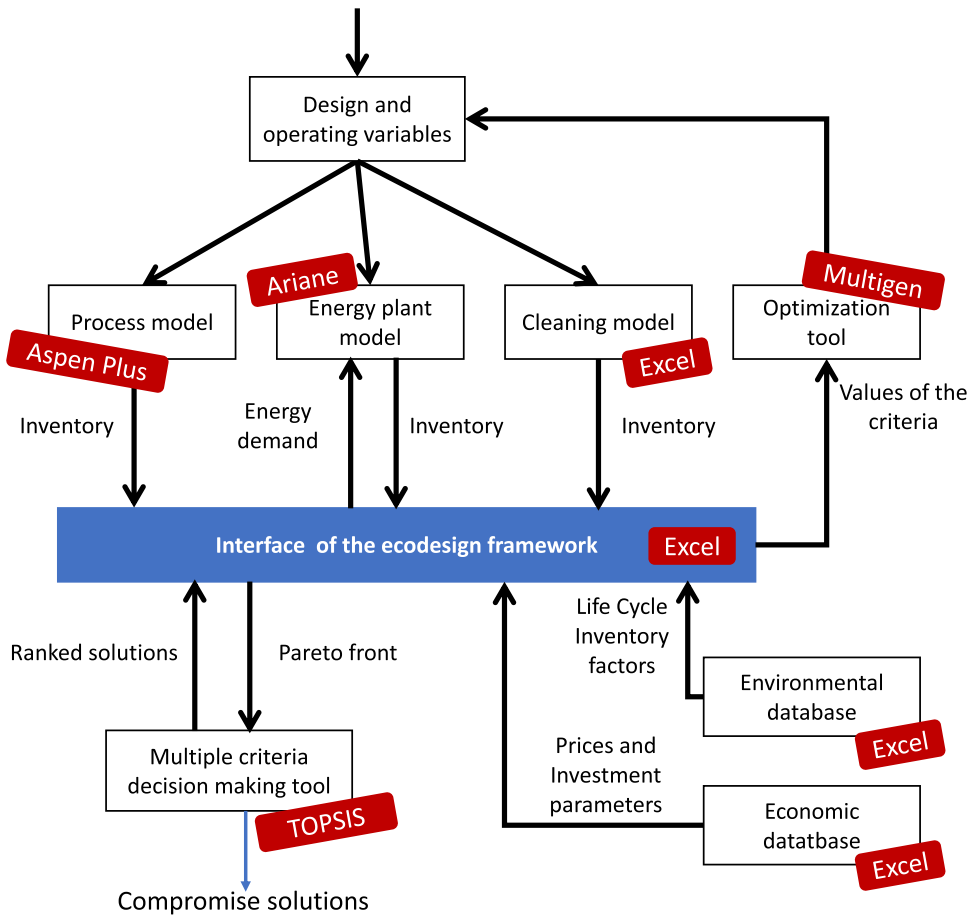 Design and
operating variables
Ariane
Multigen
Process model
Energy plant
model
Cleaning model
Optimization
tool
Aspen Plus
Excel
Inventory
Energy
demand
Inventory
Inventory
Values of the
criteria
Interface of the ecodesign framework
Excel
Ranked solutions
Pareto front
Life Cycle
Inventory
factors
Environmental
database
Excel
Multiple criteria
decision making tool
TOPSIS
Prices and
Investment
parameters
Economic
datatbase
Excel
Compromise solutions